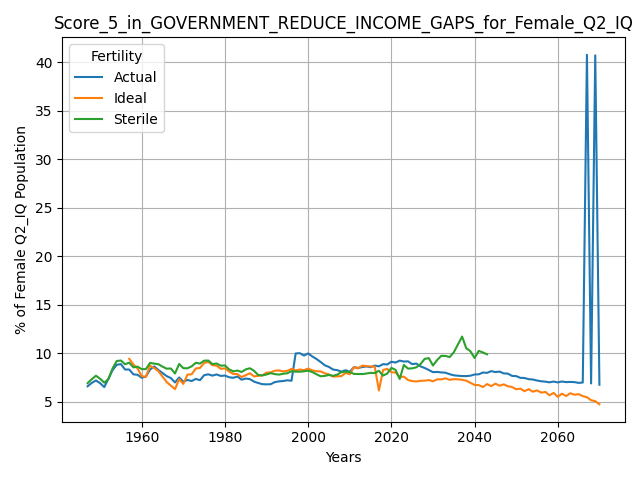 Score_5_in_GOVERNMENT_REDUCE_INCOME_GAPS_for_Female_Q2_IQ
Fertility
Actual
Ideal
Sterile
% of Female Q2_IQ Population
40
35
30
25
20
15
10
5
1960
1980
2000
2020
2040
2060
Years